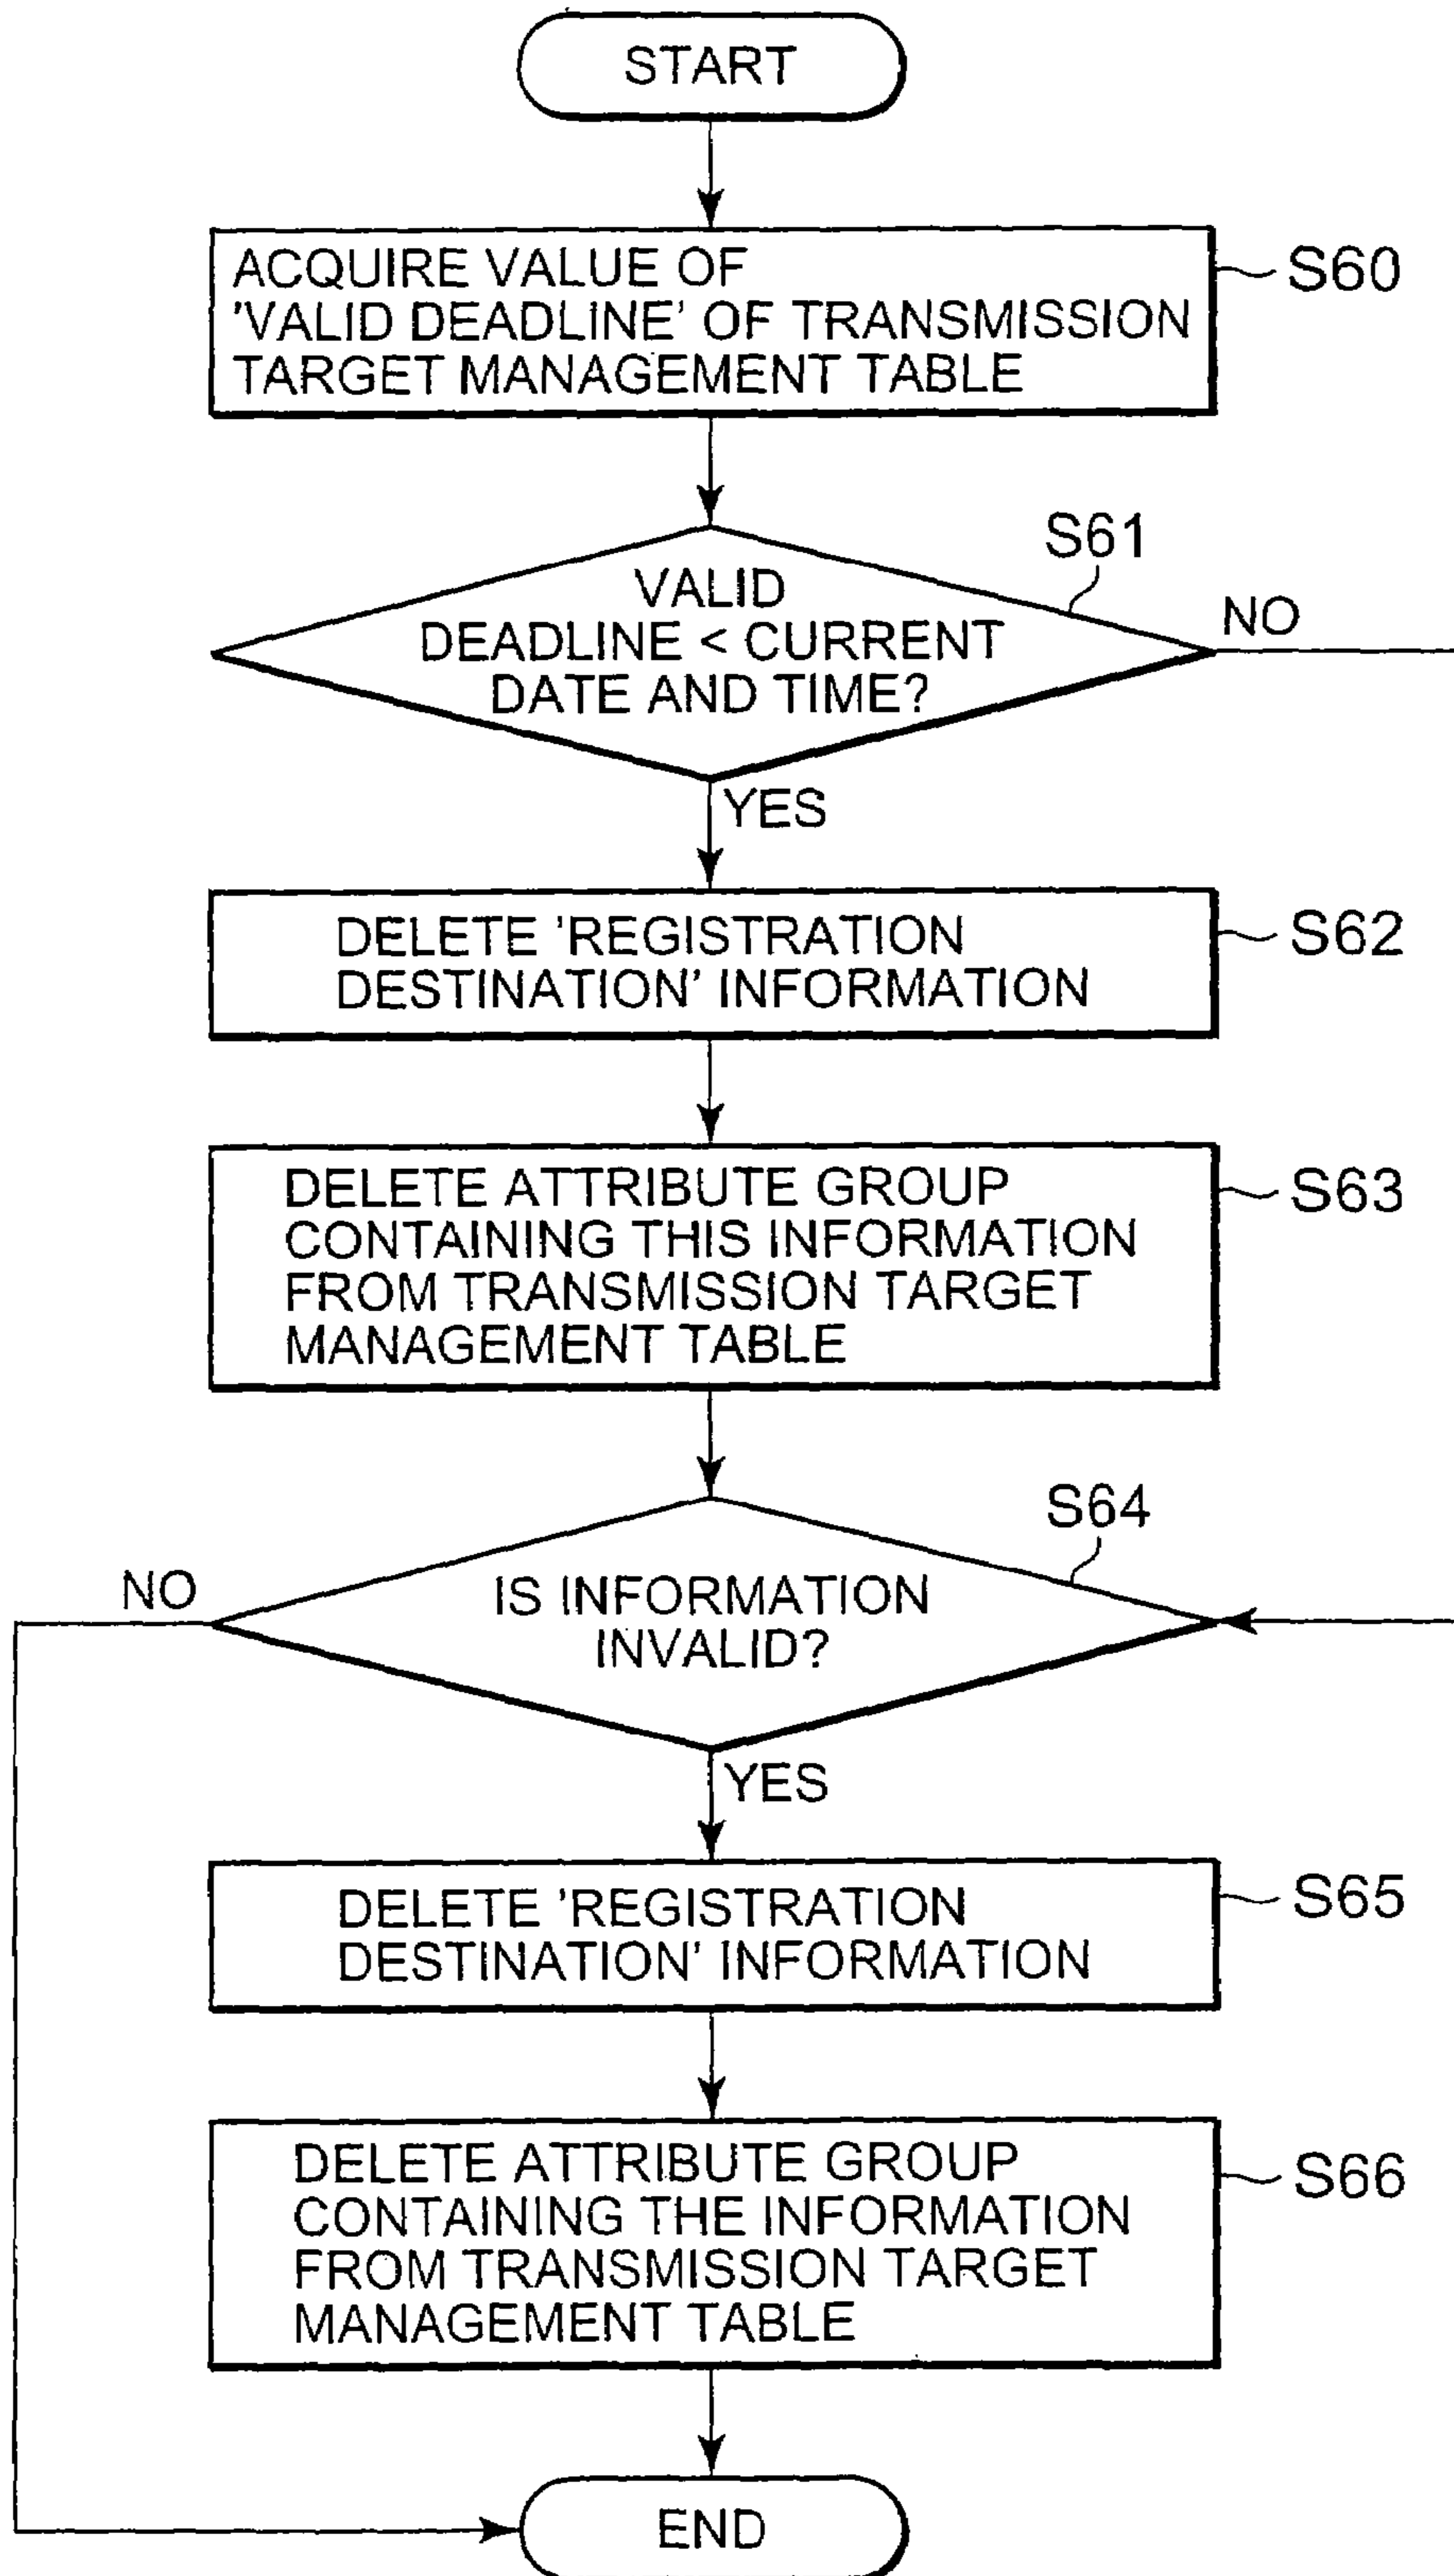 START
ACQUIRE VALUE OF
'VALID DEADLINE' OF TRANSMISSION
TARGET MANAGEMENT TABLE
S60
S61
VALID
DEADLINE < CURRENT
DATE AND TIME?
NO
YES
DELETE 'REGISTRATION
DESTINATION' INFORMATION
S62
DELETE ATTRIBUTE GROUP
CONTAINING THIS INFORMATION
FROM TRANSMISSION TARGET
MANAGEMENT TABLE
S63
S64
NO
IS INFORMATION
INVALID?
YES
DELETE 'REGISTRATION
DESTINATION' INFORMATION
S65
DELETE ATTRIBUTE GROUP
CONTAINING THE INFORMATION
FROM TRANSMISSION TARGET
MANAGEMENT TABLE
S66
END